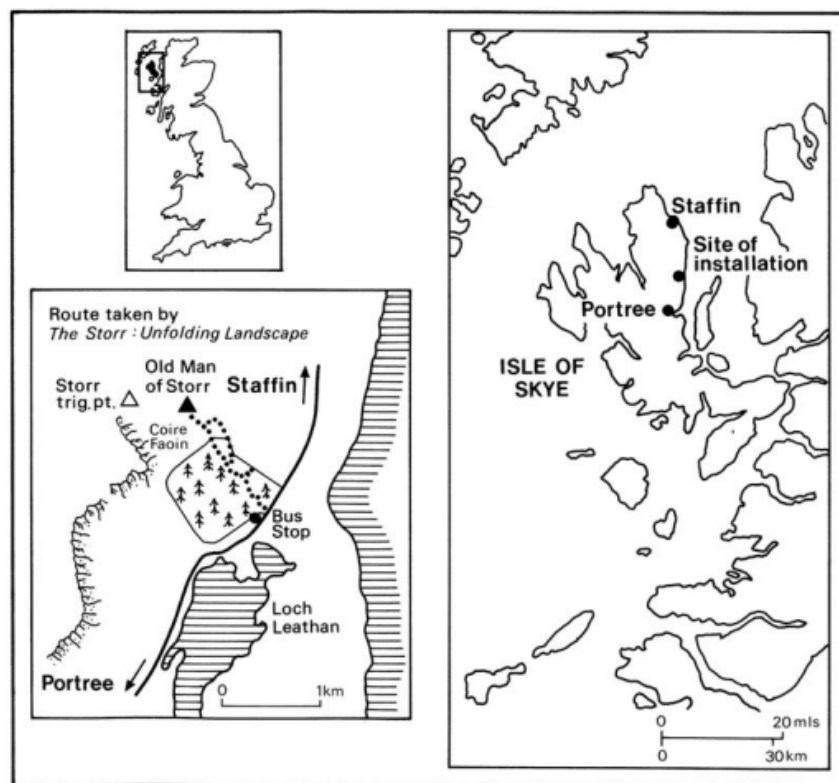 Route taken by
The Storr : Unfolding Landscape
Old Man
of Storr
Staffin
Storr
trig. pt.
Coire
Faoin
Bus
Stop
Loch
Leathan
Portree
0
1km
Staffin
Site of
installation
Portree
ISLE OF
SKYE
0
20 mls
0
30 km